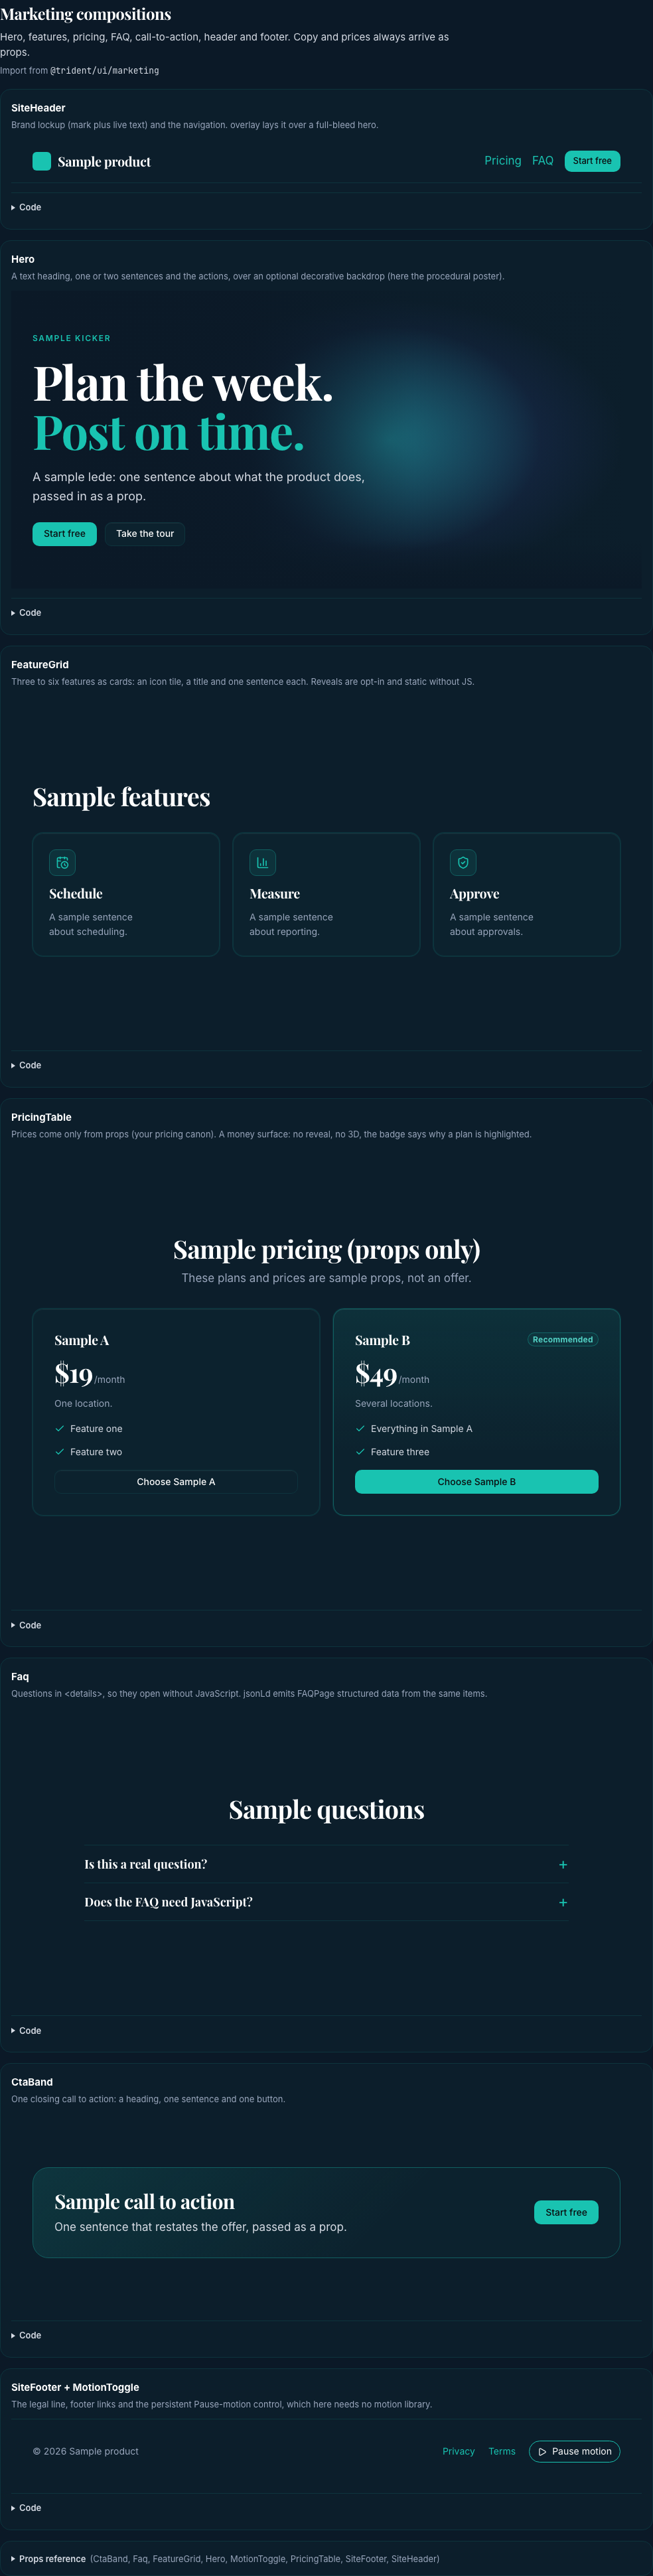 Marketing compositions
Hero, features, pricing, FAQ, call-to-action, header and footer. Copy and prices always arrive as
props.
Import from @trident/ui/marketing
SiteHeader
Brand lockup (mark plus live text) and the navigation. overlay lays it over a full-bleed hero.
Sample product
Pricing FAQ Start free
Code
Hero
A text heading, one or two sentences and the actions, over an optional decorative backdrop (here the procedural poster).
SAMPLE KICKER
Plan the week.
Post on time.
A sample lede: one sentence about what the product does,
passed in as a prop.
Start free Take the tour
Code
FeatureGrid
Three to six features as cards: an icon tile, a title and one sentence each. Reveals are opt-in and static without JS.
Sample features
Schedule
A sample sentence
about scheduling.
Measure
A sample sentence
about reporting.
Approve
A sample sentence
about approvals.
Code
PricingTable
Prices come only from props (your pricing canon). A money surface: no reveal, no 3D, the badge says why a plan is highlighted.
Sample pricing (props only)
These plans and prices are sample props, not an offer.
Sample A
$19/month
One location.
Feature one
Feature two
Choose Sample A
Sample B
Recommended
$49/month
Several locations.
Everything in Sample A
Feature three
Choose Sample B
Code
Faq
Questions in <details>, so they open without JavaScript. jsonLd emits FAQPage structured data from the same items.
Sample questions
Is this a real question? +
Does the FAQ need JavaScript? +
Code
CtaBand
One closing call to action: a heading, one sentence and one button.
Sample call to action
One sentence that restates the offer, passed as a prop.
Start free
Code
SiteFooter + MotionToggle
The legal line, footer links and the persistent Pause-motion control, which here needs no motion library.
© 2026 Sample product
Privacy Terms Pause motion
Code
Props reference (CtaBand, Faq, FeatureGrid, Hero, MotionToggle, PricingTable, SiteFooter, SiteHeader)